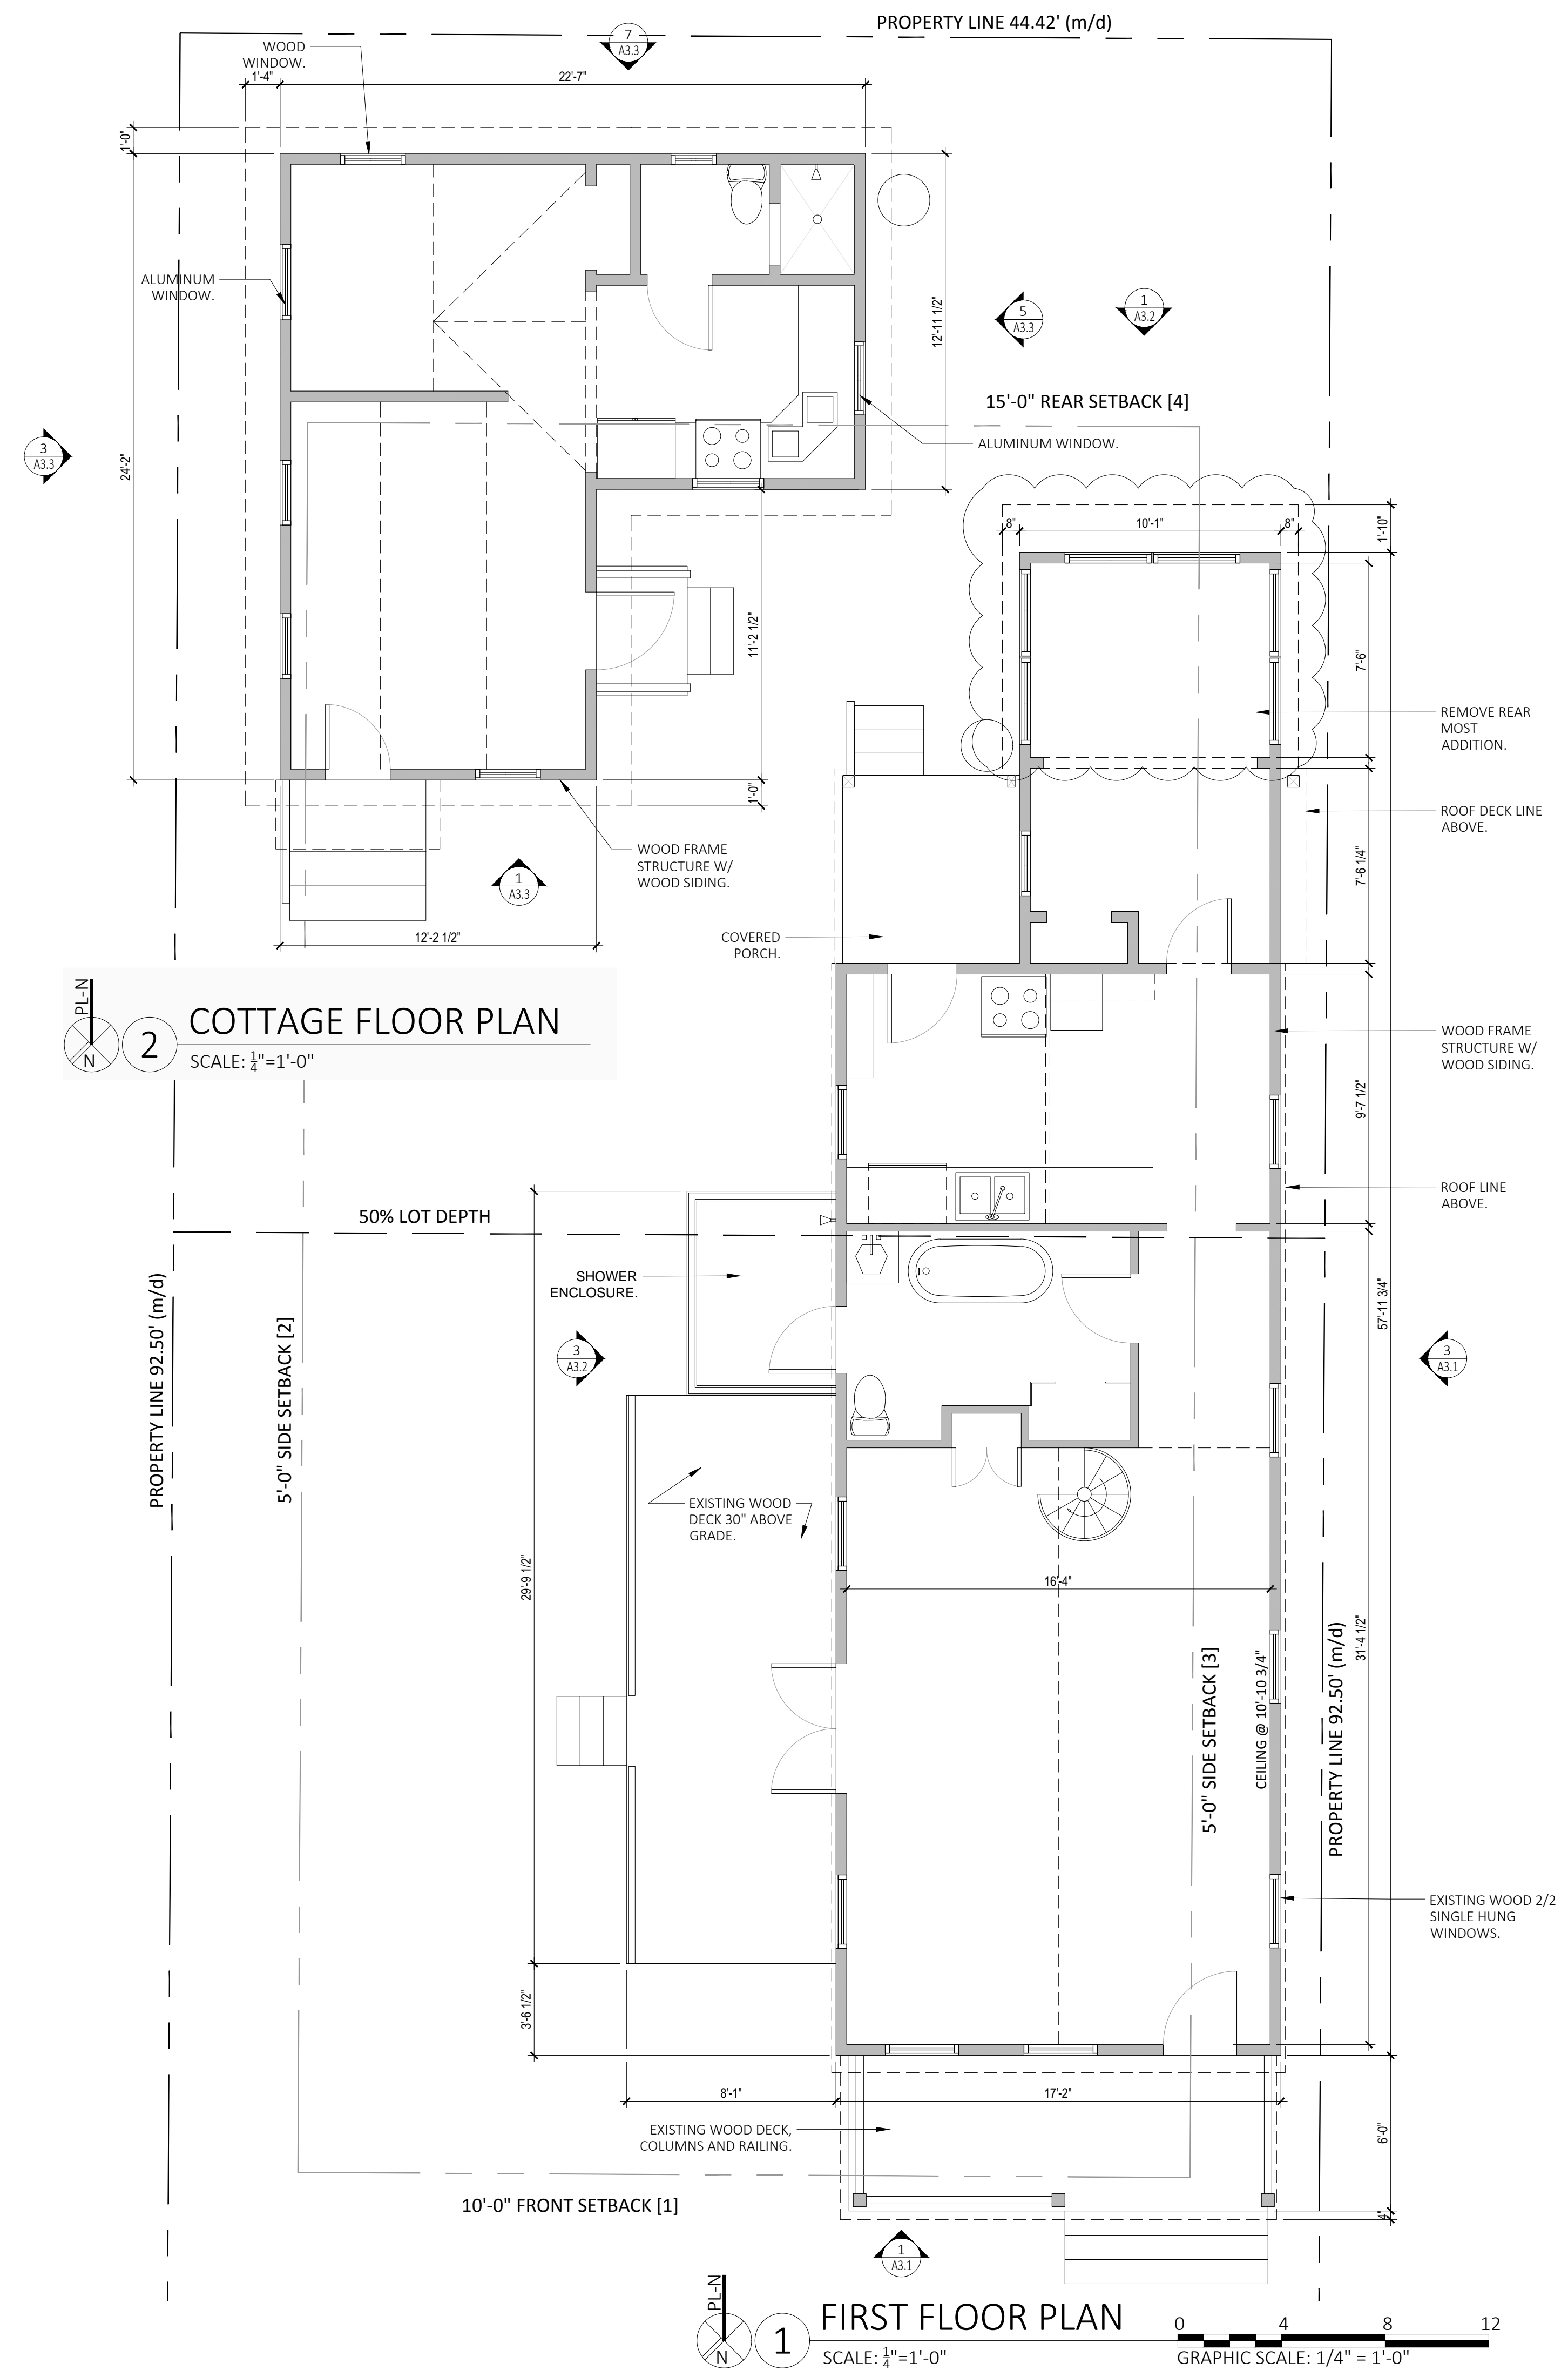 PROPERTY LINE 44.42' (m/d)
7
A3.3
WOOD
WINDOW.
1'-4"
22'-7"
1'-0"
ALUMINUM
WINDOW.
12'-11 1/2"
5
A3.3
1
A3.2
15'-0" REAR SETBACK [4]
ALUMINUM WINDOW.
3
A3.3
24'-2"
8"
10'-1"
8"
1'-10"
11'-2 1/2"
7'-6"
REMOVE REAR
MOST
ADDITION.
1'-0"
ROOF DECK LINE
ABOVE.
WOOD FRAME
STRUCTURE W/
WOOD SIDING.
1
A3.3
7'-6 1/4"
12'-2 1/2"
COVERED
PORCH.
PL-N
N
2
COTTAGE FLOOR PLAN
SCALE: 1/4"=1'-0"
WOOD FRAME
STRUCTURE W/
WOOD SIDING.
9'-7 1/2"
ROOF LINE
ABOVE.
50% LOT DEPTH
SHOWER
ENCLOSURE.
57'-11 3/4"
PROPERTY LINE 92.50' (m/d)
5'-0" SIDE SETBACK [2]
3
A3.2
3
A3.1
EXISTING WOOD
DECK 30" ABOVE
GRADE.
29'-9 1/2"
16'-4"
31'-4 1/2"
5'-0" SIDE SETBACK [3]
CEILING @ 10'-10 3/4"
PROPERTY LINE 92.50' (m/d)
EXISTING WOOD 2/2
SINGLE HUNG
WINDOWS.
3'-6 1/2"
8'-1"
17'-2"
EXISTING WOOD DECK,
COLUMNS AND RAILING.
6'-0"
10'-0" FRONT SETBACK [1]
4"
1
A3.1
PL-N
N
1
FIRST FLOOR PLAN
SCALE: 1/4"=1'-0"
0 4 8 12
GRAPHIC SCALE: 1/4" = 1'-0"